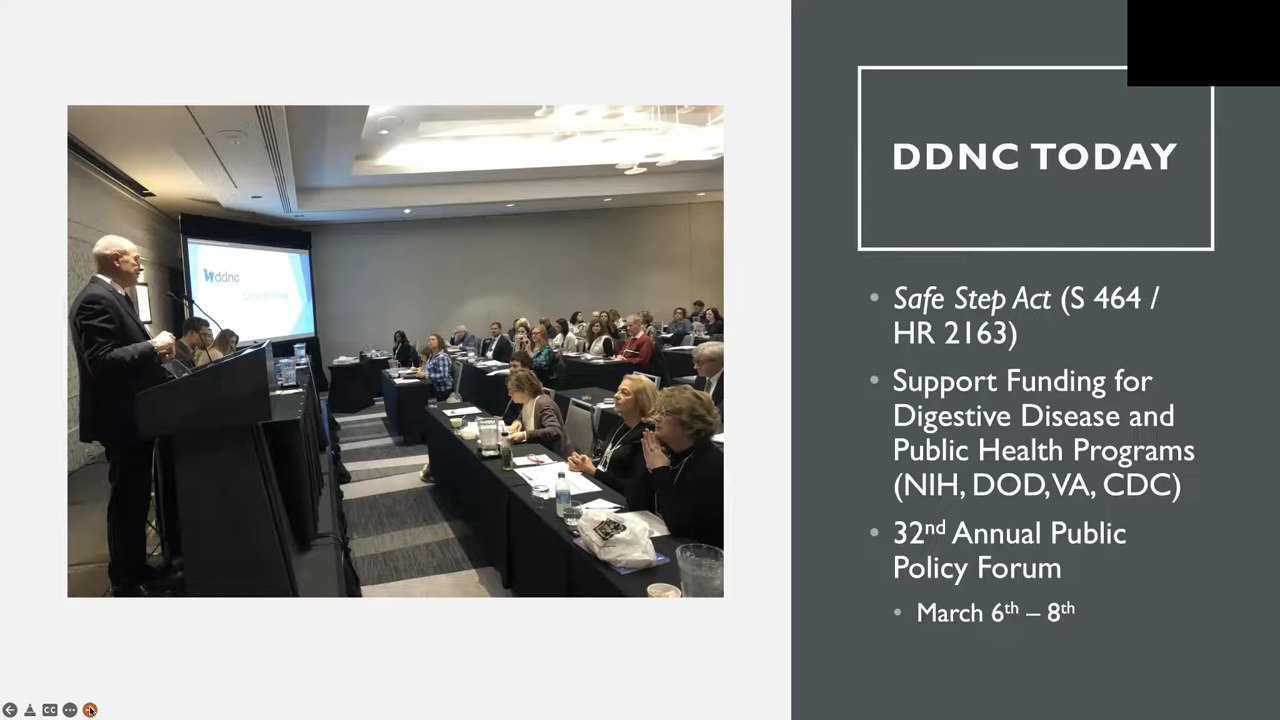 DDNC TODAY
• Safe Step Act (S 464 /
HR 2163)
• Support Funding for
Digestive Disease and
Public Health Programs
(NIH, DOD, VA, CDC)
• 32nd Annual Public
Policy Forum
• March 6th – 8th
ddnc
CC